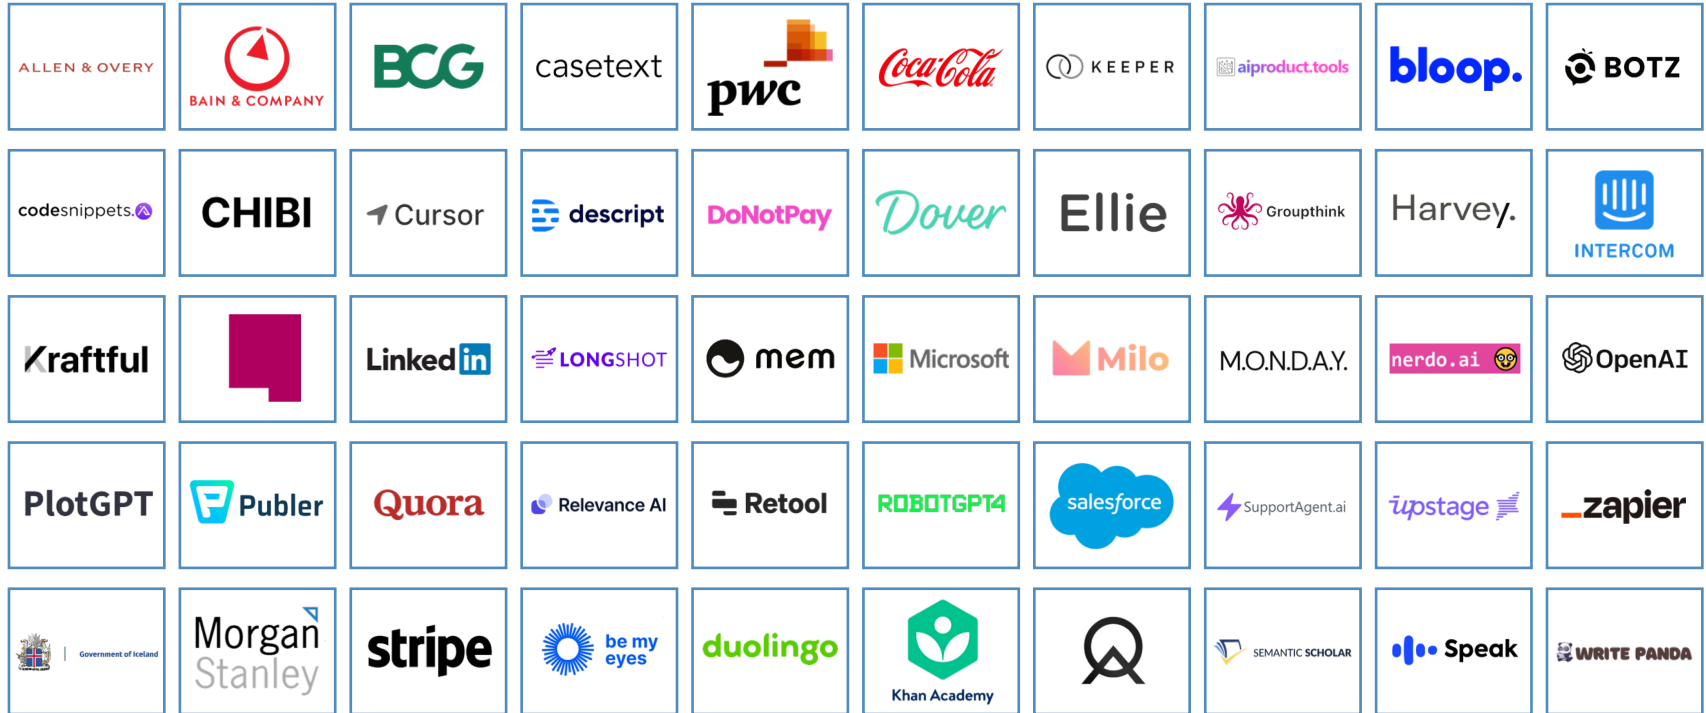 ALLEN & OVERY
BAIN & COMPANY
BCG
casetext
pwc
Coca-Cola
KEEPER
aiproduct.tools
bloop.
BOTZ
codesnippets.
CHIBI
Cursor
descript
DoNotPay
Dover
Ellie
Groupthink
Harvey.
INTERCOM
Kraftful
Linked in
LONGSHOT
mem
Microsoft
Milo
M.O.N.D.A.Y.
nerdo.ai
OpenAI
PlotGPT
Publer
Quora
Relevance AI
Retool
ROBOTGPT4
salesforce
SupportAgent.ai
upstage
zapier
Government of Iceland
Morgan
Stanley
stripe
be my
eyes
duolingo
Khan Academy
SEMANTIC SCHOLAR
Speak
WRITE PANDA